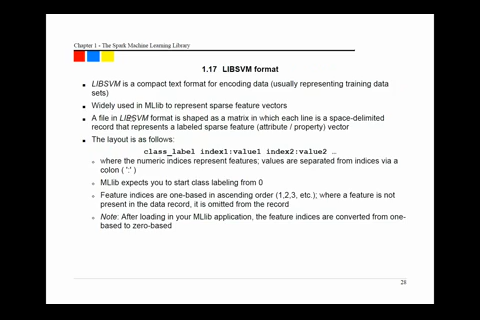 Chapter 1 - The Spark Machine Learning Library
1.17 LIBSVM format
LIBSVM is a compact text format for encoding data (usually representing training data
sets)
Widely used in MLlib to represent sparse feature vectors
A file in LIBSVM format is shaped as a matrix in which each line is a space-delimited
record that represents a labeled sparse feature (attribute / property) vector
The layout is as follows:
class_label index1:value1 index2:value2 …
where the numeric indices represent features; values are separated from indices via a
colon ( ':' )
MLlib expects you to start class labeling from 0
Feature indices are one-based in ascending order (1,2,3, etc.); where a feature is not
present in the data record, it is omitted from the record
Note: After loading in your MLlib application, the feature indices are converted from one-
based to zero-based
28